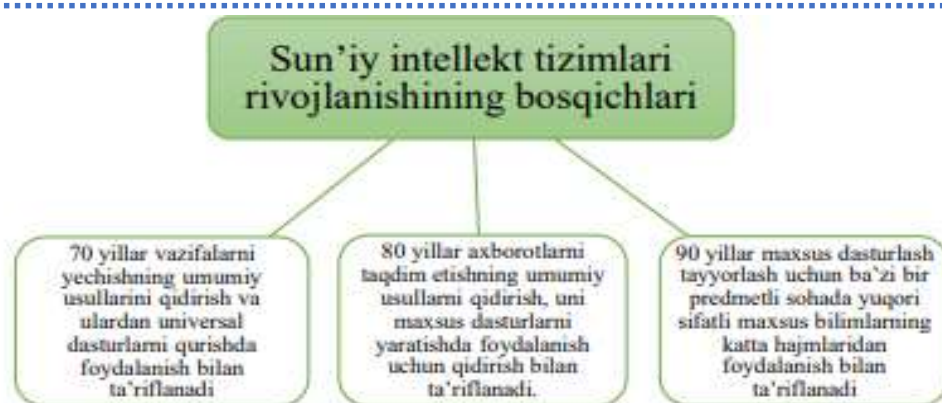 Sun’iy intellekt tizimlari
rivojlanishining bosqichlari
70 yillar vazifalarni
yechishning umumiy
usullarini qidirish va
ulardan universal
dasturlarni qurishda
foydalanish bilan
ta’riflanadi
80 yillar axborotlarni
taqdim etishning umumiy
usullarni qidirish, uni
maxsus dasturlarni
yaratishda foydalanish
uchun qidirish bilan
ta’riflanadi.
90 yillar maxsus dasturlash
tayyorlash uchun ba’zi bir
predmetli sohada yuqori
sifatli maxsus bilimlarning
katta hajmlaridan
foydalanish bilan
ta’riflanadi